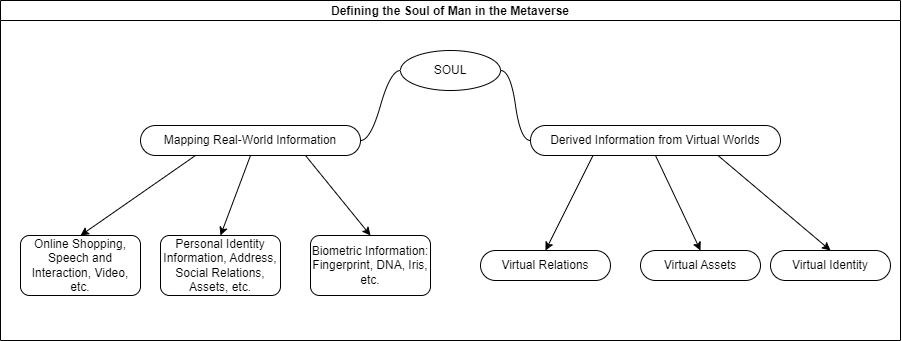 Defining the Soul of Man in the Metaverse
SOUL
Mapping Real-World Information
Derived Information from Virtual Worlds
Online Shopping,
Speech and
Interaction, Video,
etc.
Personal Identity
Information, Address,
Social Relations,
Assets, etc.
Biometric Information:
Fingerprint, DNA, Iris,
etc.
Virtual Relations
Virtual Assets
Virtual Identity